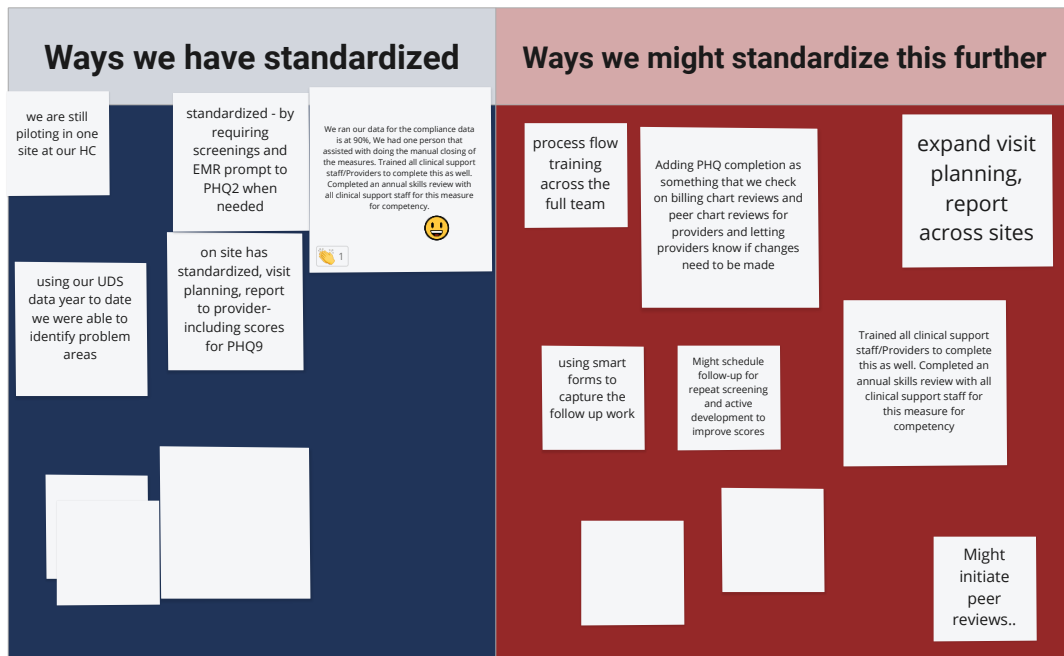 Ways we have standardized
we are still
piloting in one
site at our HC
standardized - by
requiring
screenings and
EMR prompt to
PHQ2 when
needed
We ran our data for the compliance data
is at 90%, We had one person that
assisted with doing the manual closing of
the measures. Trained all clinical support
staff/Providers to complete this as well.
Completed an annual skills review with
all clinical support staff for this measure
for competency.
1
using our UDS
data year to date
we were able to
identify problem
areas
on site has
standardized, visit
planning, report
to provider-
including scores
for PHQ9
Ways we might standardize this further
process flow
training
across the
full team
Adding PHQ completion as
something that we check
on billing chart reviews and
peer chart reviews for
providers and letting
providers know if changes
need to be made
expand visit
planning,
report
across sites
using smart
forms to
capture the
follow up work
Might schedule
follow-up for
repeat screening
and active
development to
improve scores
Trained all clinical support
staff/Providers to complete
this as well. Completed an
annual skills review with all
clinical support staff for
this measure for
competency
Might
initiate
peer
reviews..